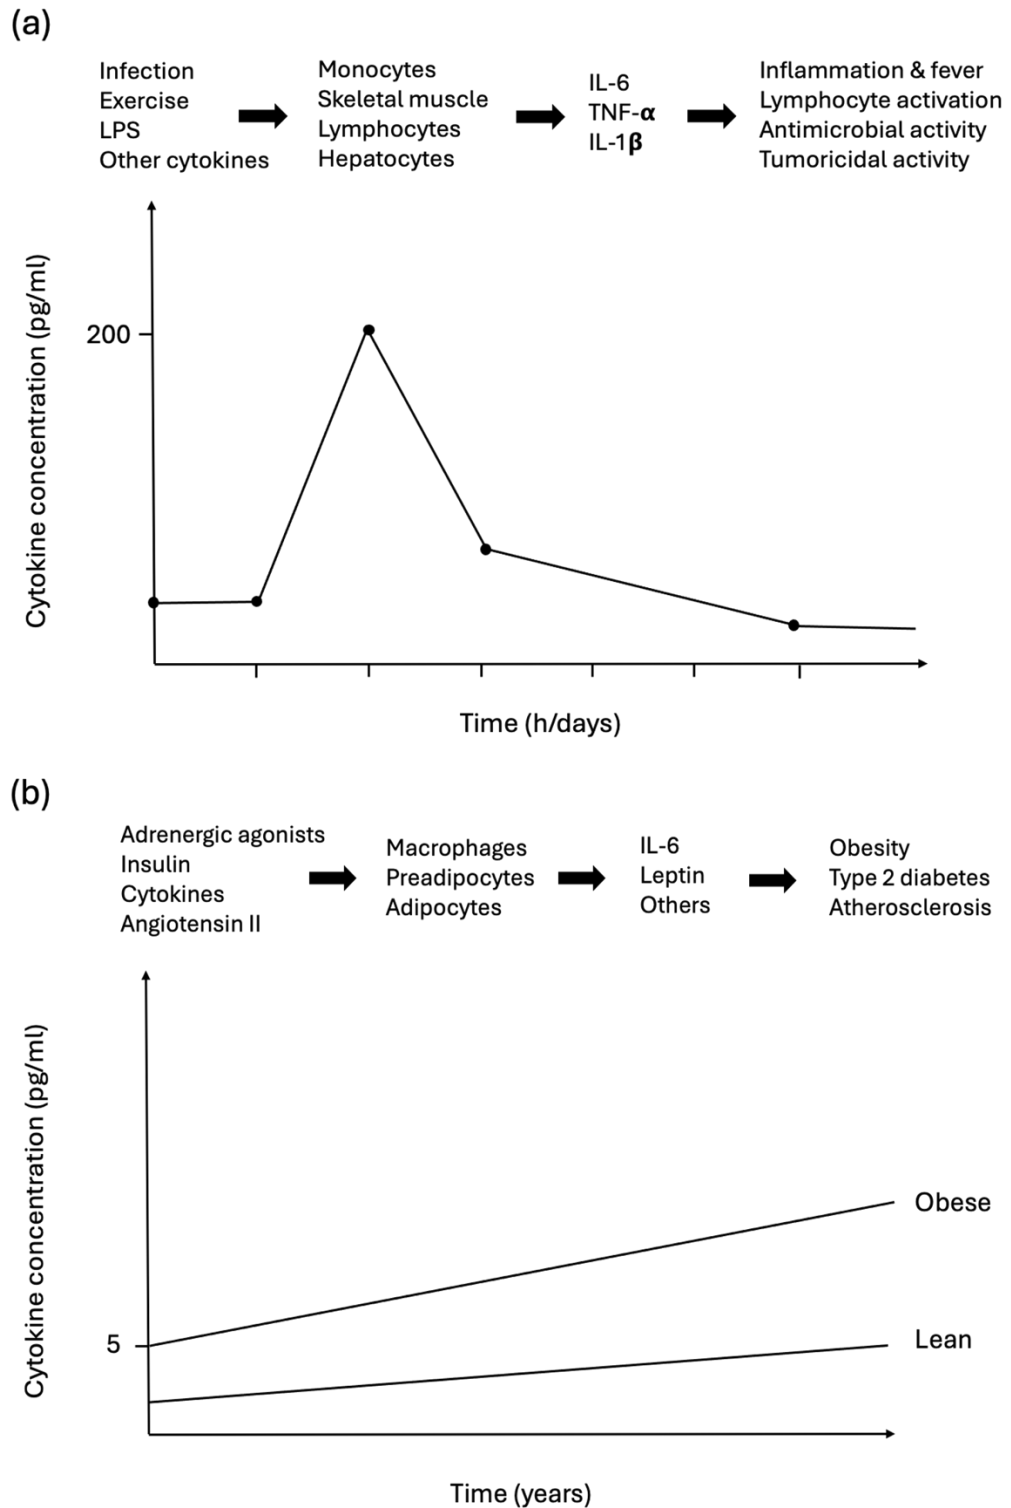 (a)
Infection
Exercise
LPS
Other cytokines
Monocytes
Skeletal muscle
Lymphocytes
Hepatocytes
IL-6
TNF-α
IL-1β
Inflammation & fever
Lymphocyte activation
Antimicrobial activity
Tumoricidal activity
Cytokine concentration (pg/ml)
200
Time (h/days)
(b)
Adrenergic agonists
Insulin
Cytokines
Angiotensin II
Macrophages
Preadipocytes
Adipocytes
IL-6
Leptin
Others
Obesity
Type 2 diabetes
Atherosclerosis
Cytokine concentration (pg/ml)
5
Obese
Lean
Time (years)